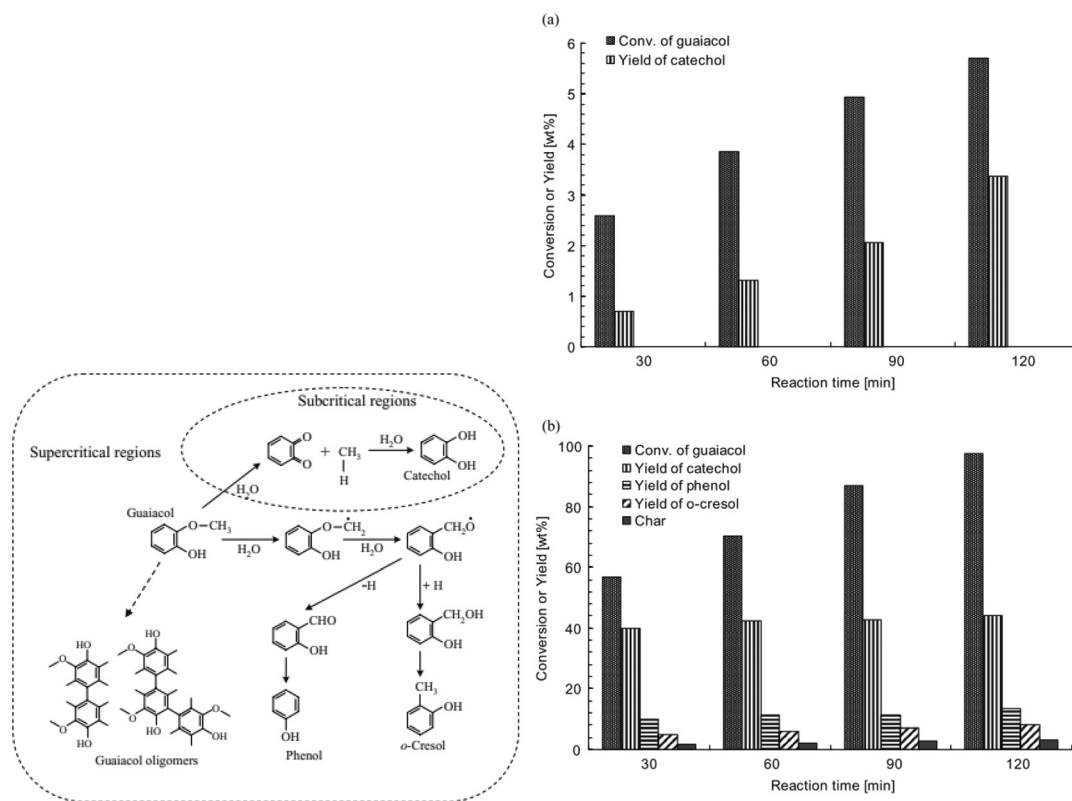 (a)
Conv. of guaiacol
Yield of catechol
6
5
4
3
2
1
0
Conversion or Yield [wt%]
30 60 90 120
Reaction time [min]
Subcritical regions
Supercritical regions
O
O
+
CH3
H
H2O
OH
OH
Catechol
H2O
Guaiacol
O—CH3
OH
H2O
O—ĊH2
OH
H2O
CH2Ȯ
OH
-H
+ H
CHO
OH
CH2OH
OH
OH
Phenol
CH3
OH
o-Cresol
HO
O
O
HO
HO
O
O
HO
O
OH
Guaiacol oligomers
(b)
Conv. of guaiacol
Yield of catechol
Yield of phenol
Yield of o-cresol
Char
100
80
60
40
20
0
Conversion or Yield [wt%]
30 60 90 120
Reaction time [min]